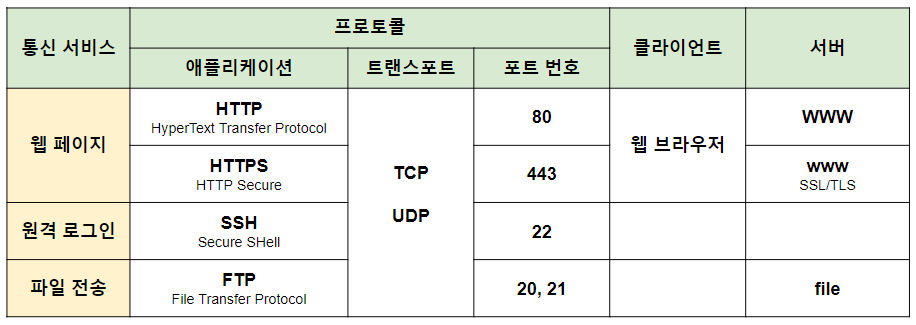 통신 서비스
프로토콜
클라이언트
서버
애플리케이션
트랜스포트
포트 번호
웹 페이지
HTTP
HyperText Transfer Protocol
TCP
UDP
80
웹 브라우저
WWW
HTTPS
HTTP Secure
443
www
SSL/TLS
원격 로그인
SSH
Secure SHell
22
파일 전송
FTP
File Transfer Protocol
20, 21
file